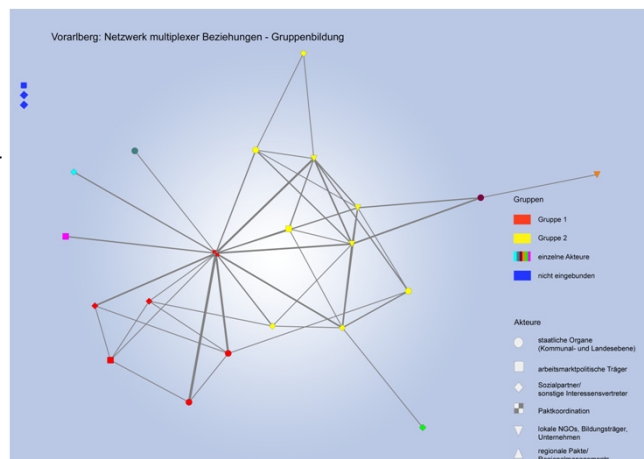 Vorarlberg: Netzwerk multiplexer Beziehungen - Gruppenbildung
Gruppen
Gruppe 1
Gruppe 2
einzelne Akteure
nicht eingebunden
Akteure
staatliche Organe
(Kommunal- und Landesebene)
arbeitsmarktpolitische Träger
Sozialpartner/
sonstige Interessensvertreter
Paktkoordination
lokale NGOs, Bildungsträger,
Unternehmen
regionale Pakte/